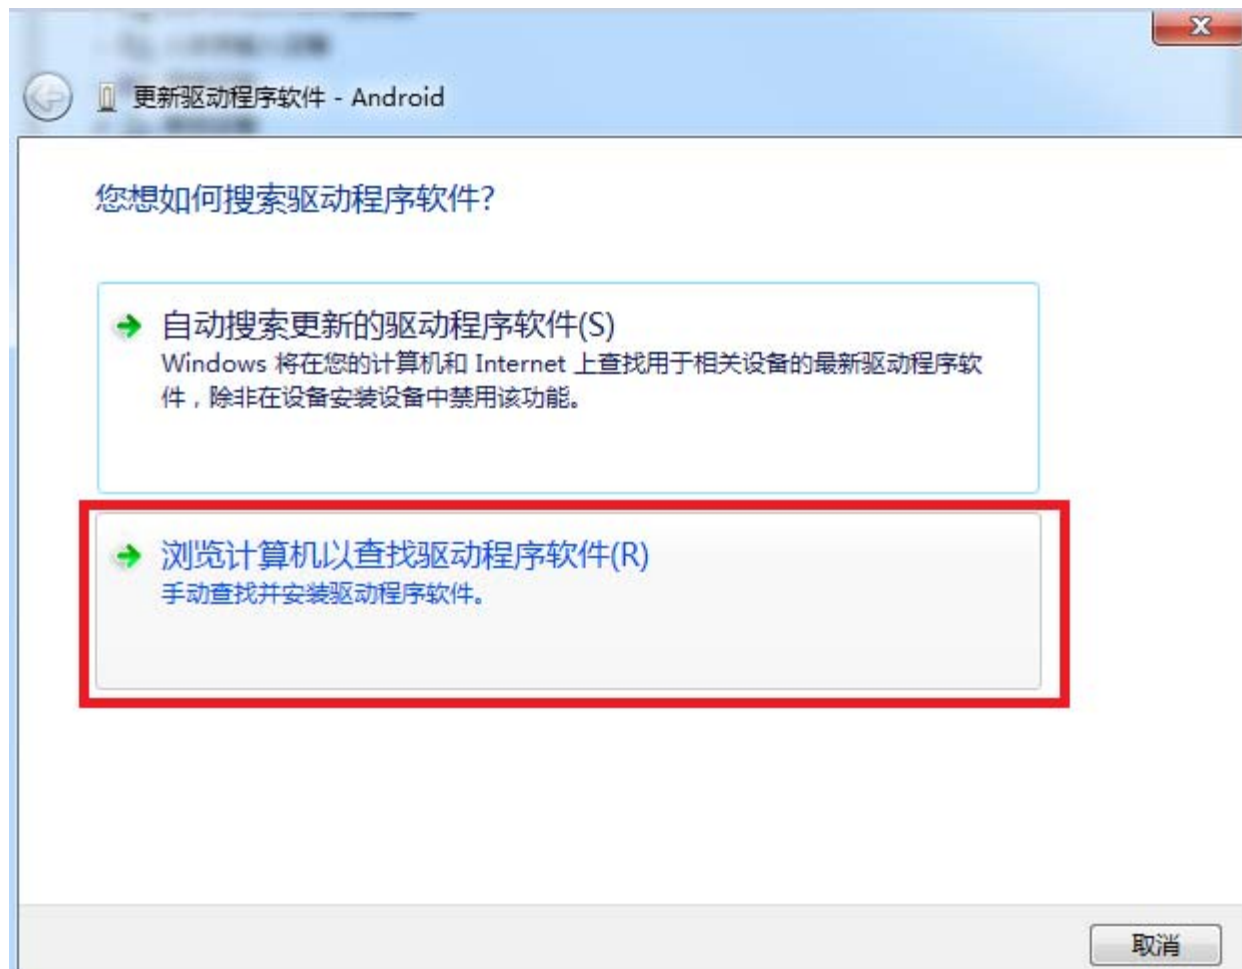 更新驱动程序软件 - Android
您想如何搜索驱动程序软件?
自动搜索更新的驱动程序软件(S)
Windows 将在您的计算机和 Internet 上查找用于相关设备的最新驱动程序软
件，除非在设备安装设备中禁用该功能。
浏览计算机以查找驱动程序软件(R)
手动查找并安装驱动程序软件。
取消